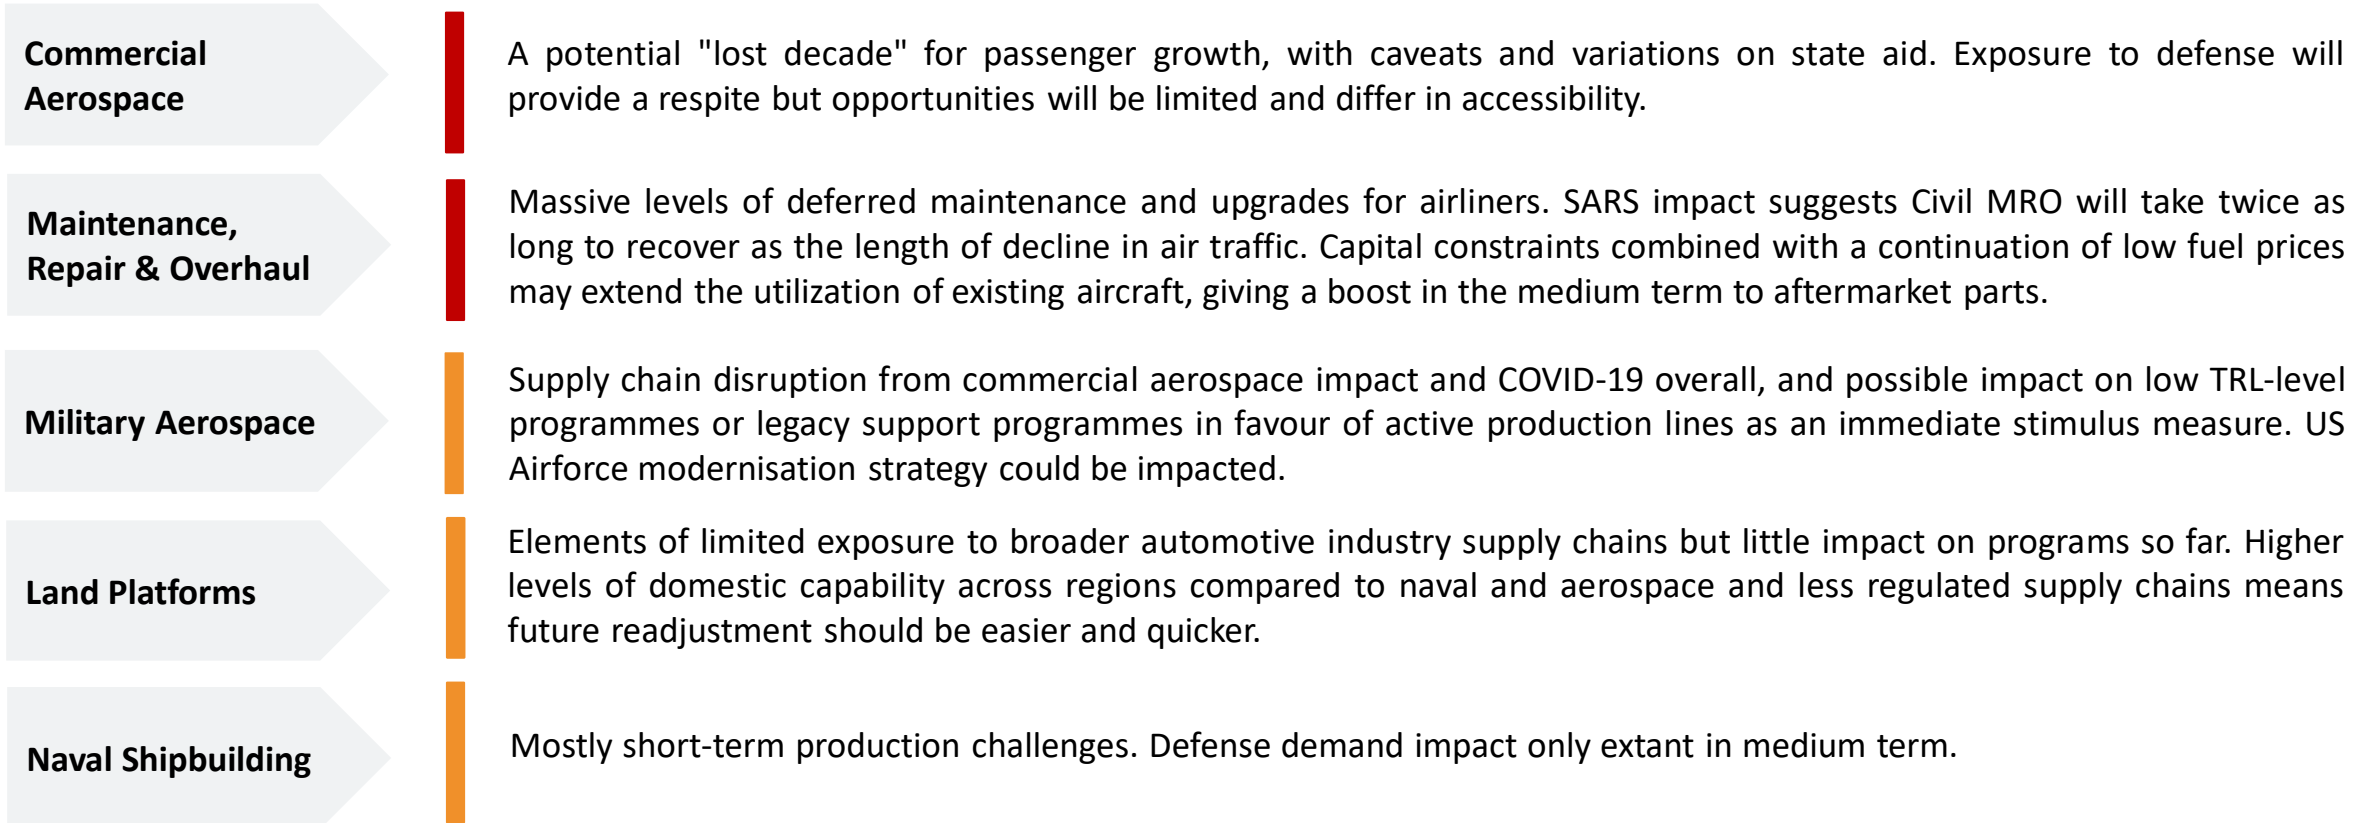 Commercial
Aerospace
A potential "lost decade" for passenger growth, with caveats and variations on state aid. Exposure to defense will
provide a respite but opportunities will be limited and differ in accessibility.
Maintenance,
Repair & Overhaul
Massive levels of deferred maintenance and upgrades for airliners. SARS impact suggests Civil MRO will take twice as
long to recover as the length of decline in air traffic. Capital constraints combined with a continuation of low fuel prices
may extend the utilization of existing aircraft, giving a boost in the medium term to aftermarket parts.
Military Aerospace
Supply chain disruption from commercial aerospace impact and COVID-19 overall, and possible impact on low TRL-level
programmes or legacy support programmes in favour of active production lines as an immediate stimulus measure. US
Airforce modernisation strategy could be impacted.
Land Platforms
Elements of limited exposure to broader automotive industry supply chains but little impact on programs so far. Higher
levels of domestic capability across regions compared to naval and aerospace and less regulated supply chains means
future readjustment should be easier and quicker.
Naval Shipbuilding
Mostly short-term production challenges. Defense demand impact only extant in medium term.